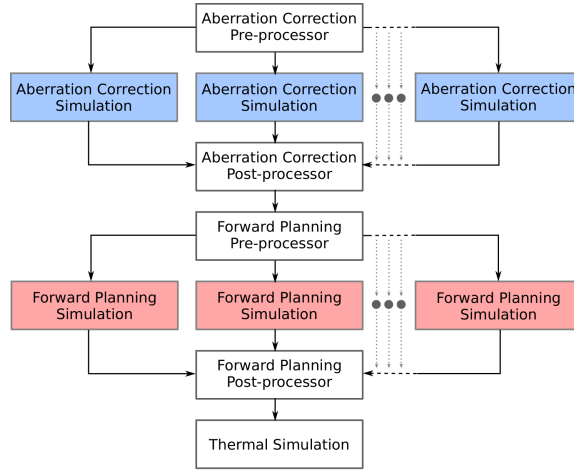 Aberration Correction
Pre-processor
Aberration Correction
Simulation
Aberration Correction
Simulation
Aberration Correction
Simulation
Aberration Correction
Post-processor
Forward Planning
Pre-processor
Forward Planning
Simulation
Forward Planning
Simulation
Forward Planning
Simulation
Forward Planning
Post-processor
Thermal Simulation